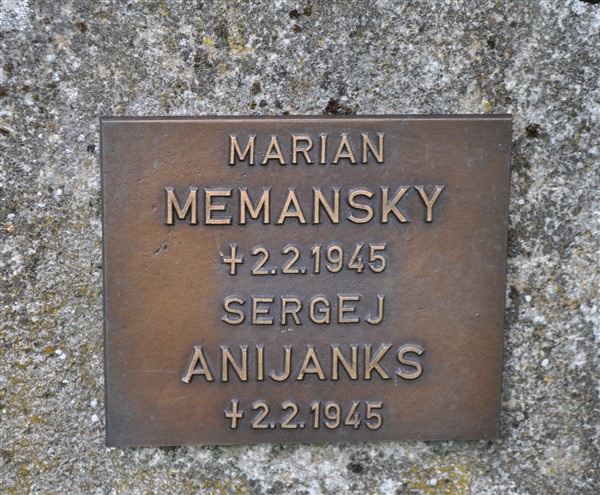 MARIAN
MEMANSKY
✝2.2.1945
SERGEJ
ANIJANKS
✝2.2.1945